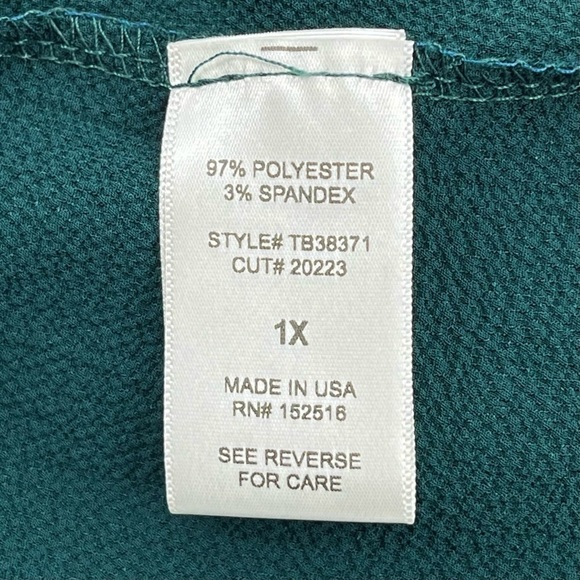 97% POLYESTER
3% SPANDEX
STYLE# TB38371
CUT# 20223
1X
MADE IN USA
RN# 152516
SEE REVERSE
FOR CARE